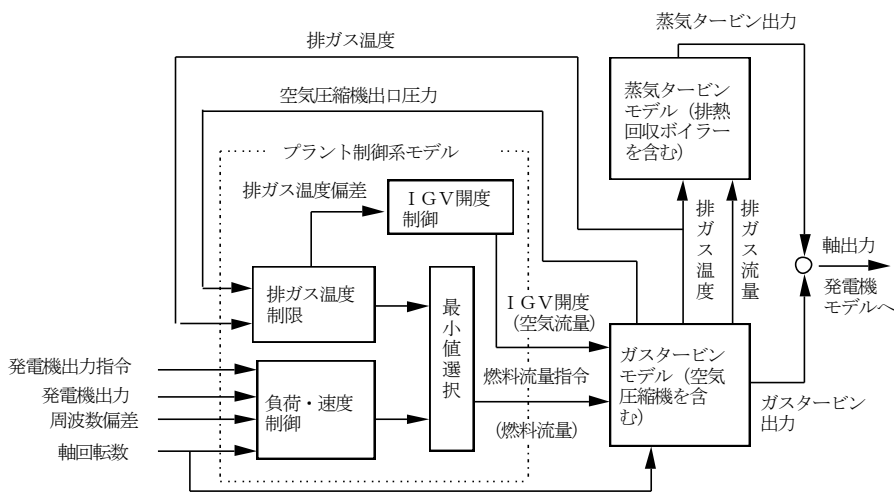 蒸気タービン出力
排ガス温度
蒸気タービン
モデル（排熱
回収ボイラー
を含む）
空気圧縮機出口圧力
プラント制御系モデル
排ガス温度偏差
ＩＧＶ開度
制御
排ガス温度
排ガス流量
軸出力
発電機
モデルへ
排ガス温度
制限
最小値選択
ＩＧＶ開度
（空気流量）
ガスタービン
モデル（空気
圧縮機を含
む）
発電機出力指令
発電機出力
周波数偏差
軸回転数
負荷・速度
制御
燃料流量指令
（燃料流量）
ガスタービン
出力